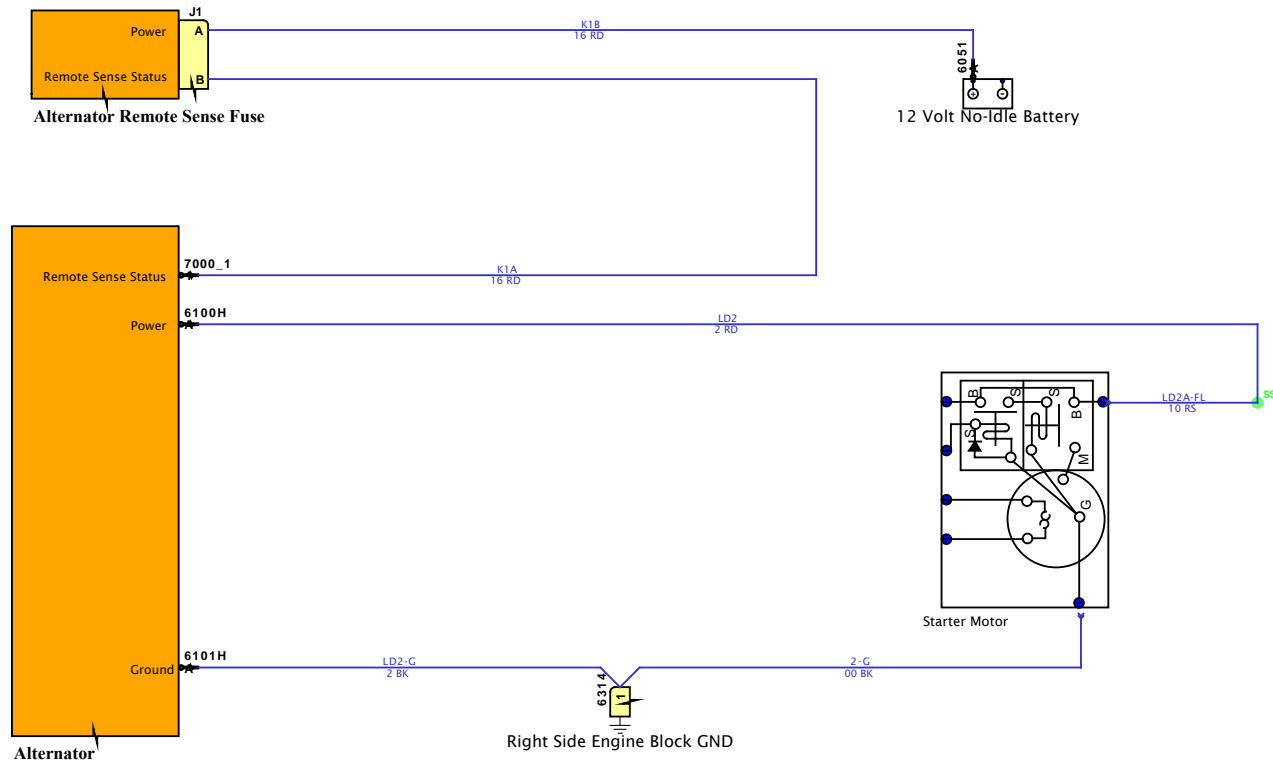 J1
Power
A
K1B
16 RD
6051
A
Remote Sense Status
B
Alternator Remote Sense Fuse
12 Volt No-Idle Battery
7000_1
Remote Sense Status
K1A
16 RD
6100H
Power
A
LD2
2 RD
B
S
S
B
LD2A-FL
10 RS
S
M
G
Starter Motor
6101H
Ground
A
LD2-G
2 BK
2-G
00 BK
6314
1
Right Side Engine Block GND
Alternator